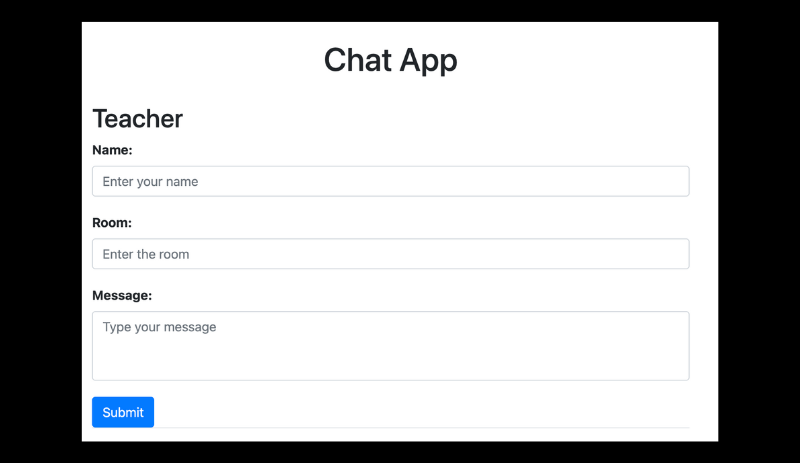 Chat App
Teacher
Name:
Enter your name
Room:
Enter the room
Message:
Type your message
Submit